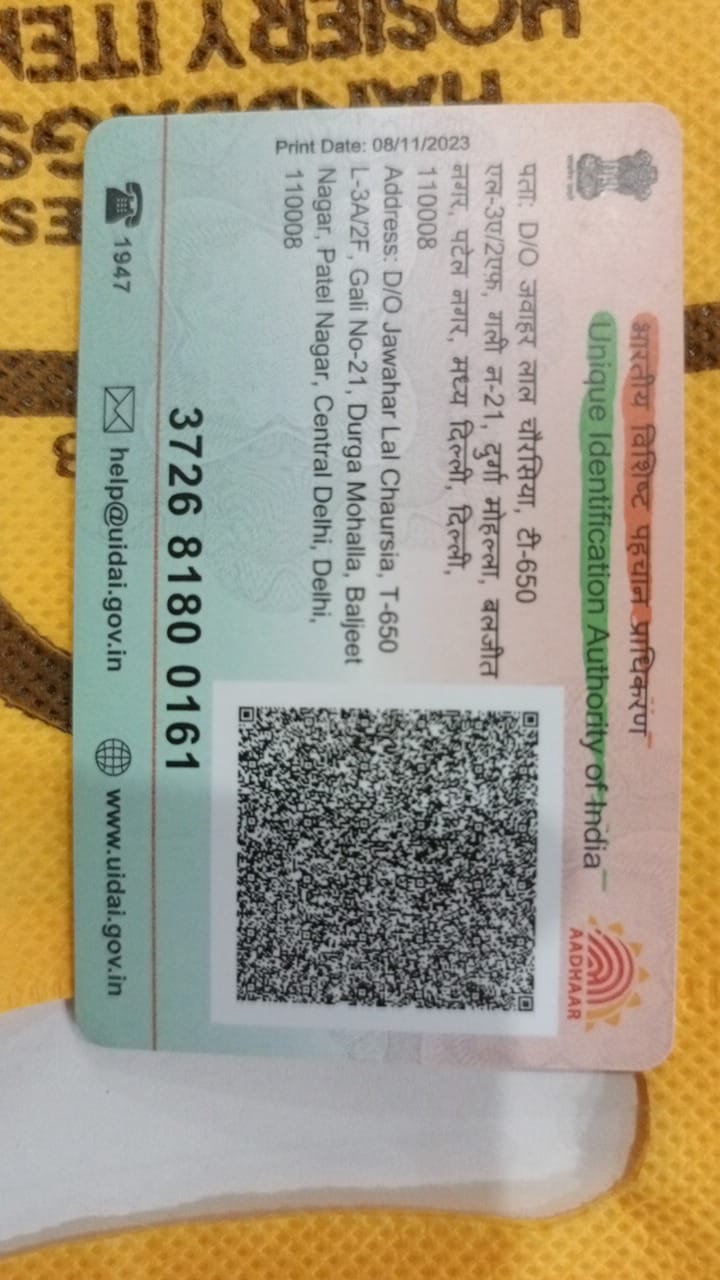 HOSIERY ITEM
HANDBAGS
भारतीय विशिष्ट पहचान प्राधिकरण
Unique Identification Authority of India
AADHAAR
पता: D/O जवाहर लाल चौरसिया, टी-650
एल-3ए/2एफ, गली न-21, दुर्गा मोहल्ला, बलजीत
नगर, पटेल नगर, मध्य दिल्ली, दिल्ली,
110008
Address: D/O Jawahar Lal Chaursia, T-650
L-3A/2F, Gali No-21, Durga Mohalla, Baljeet
Nagar, Patel Nagar, Central Delhi, Delhi,
110008
Print Date: 08/11/2023
3726 8180 0161
1947 help@uidai.gov.in www.uidai.gov.in